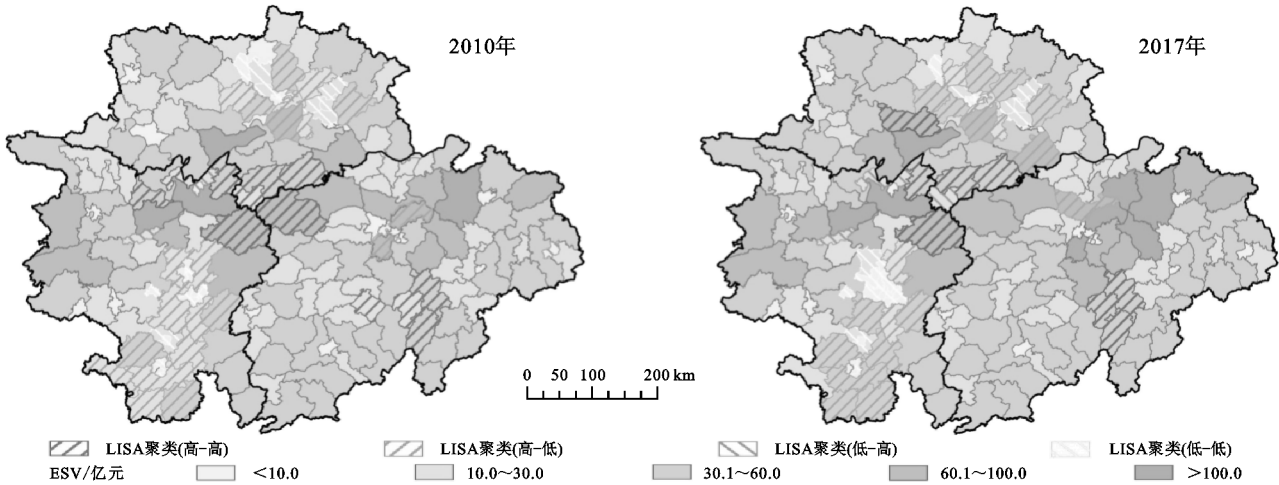 2010年
2017年
0 50 100 200 km
LISA聚类(高-高) LISA聚类(高-低) LISA聚类(低-高) LISA聚类(低-低)
ESV/亿元 <10.0 10.0~30.0 30.1~60.0 60.1~100.0 >100.0